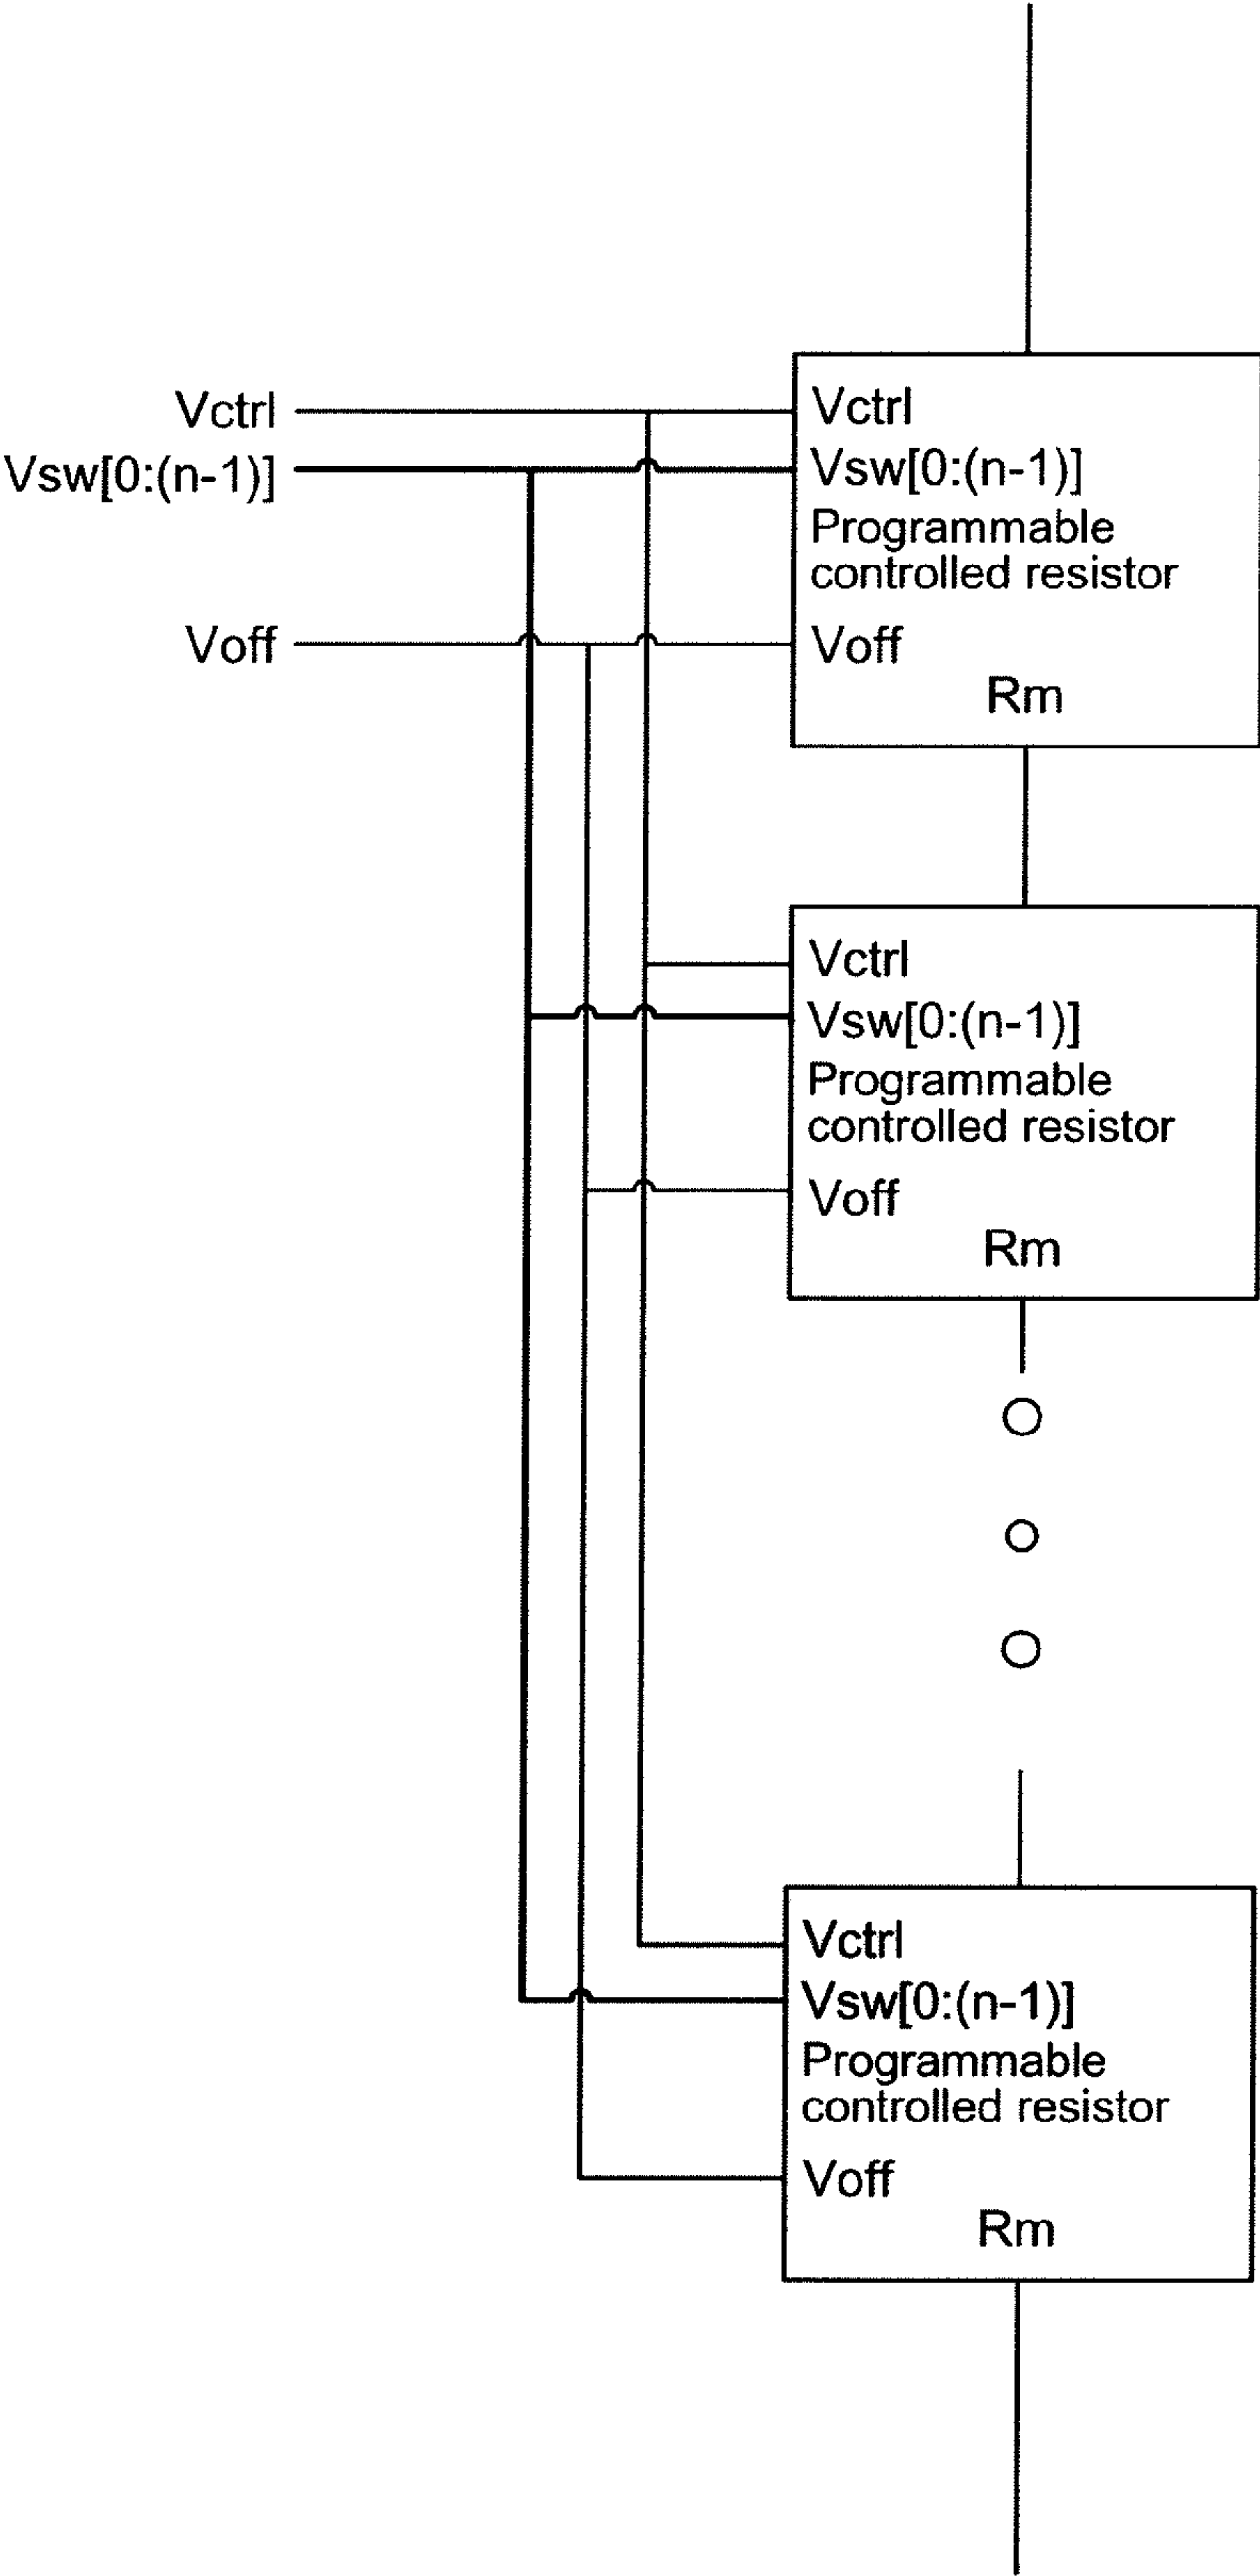 Vctrl
Vsw[0:(n-1)]
Voff
Vctrl
Vsw[0:(n-1)]
Programmable
controlled resistor
Voff
Rm
Vctrl
Vsw[0:(n-1)]
Programmable
controlled resistor
Voff
Rm
Vctrl
Vsw[0:(n-1)]
Programmable
controlled resistor
Voff
Rm